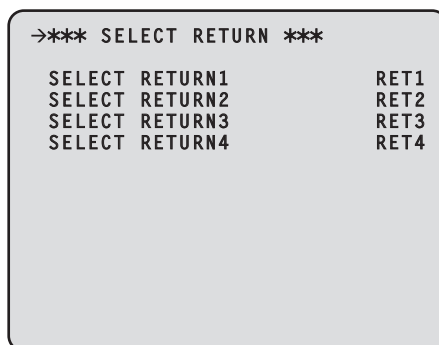 →*** SELECT RETURN ***
SELECT RETURN1 RET1
SELECT RETURN2 RET2
SELECT RETURN3 RET3
SELECT RETURN4 RET4